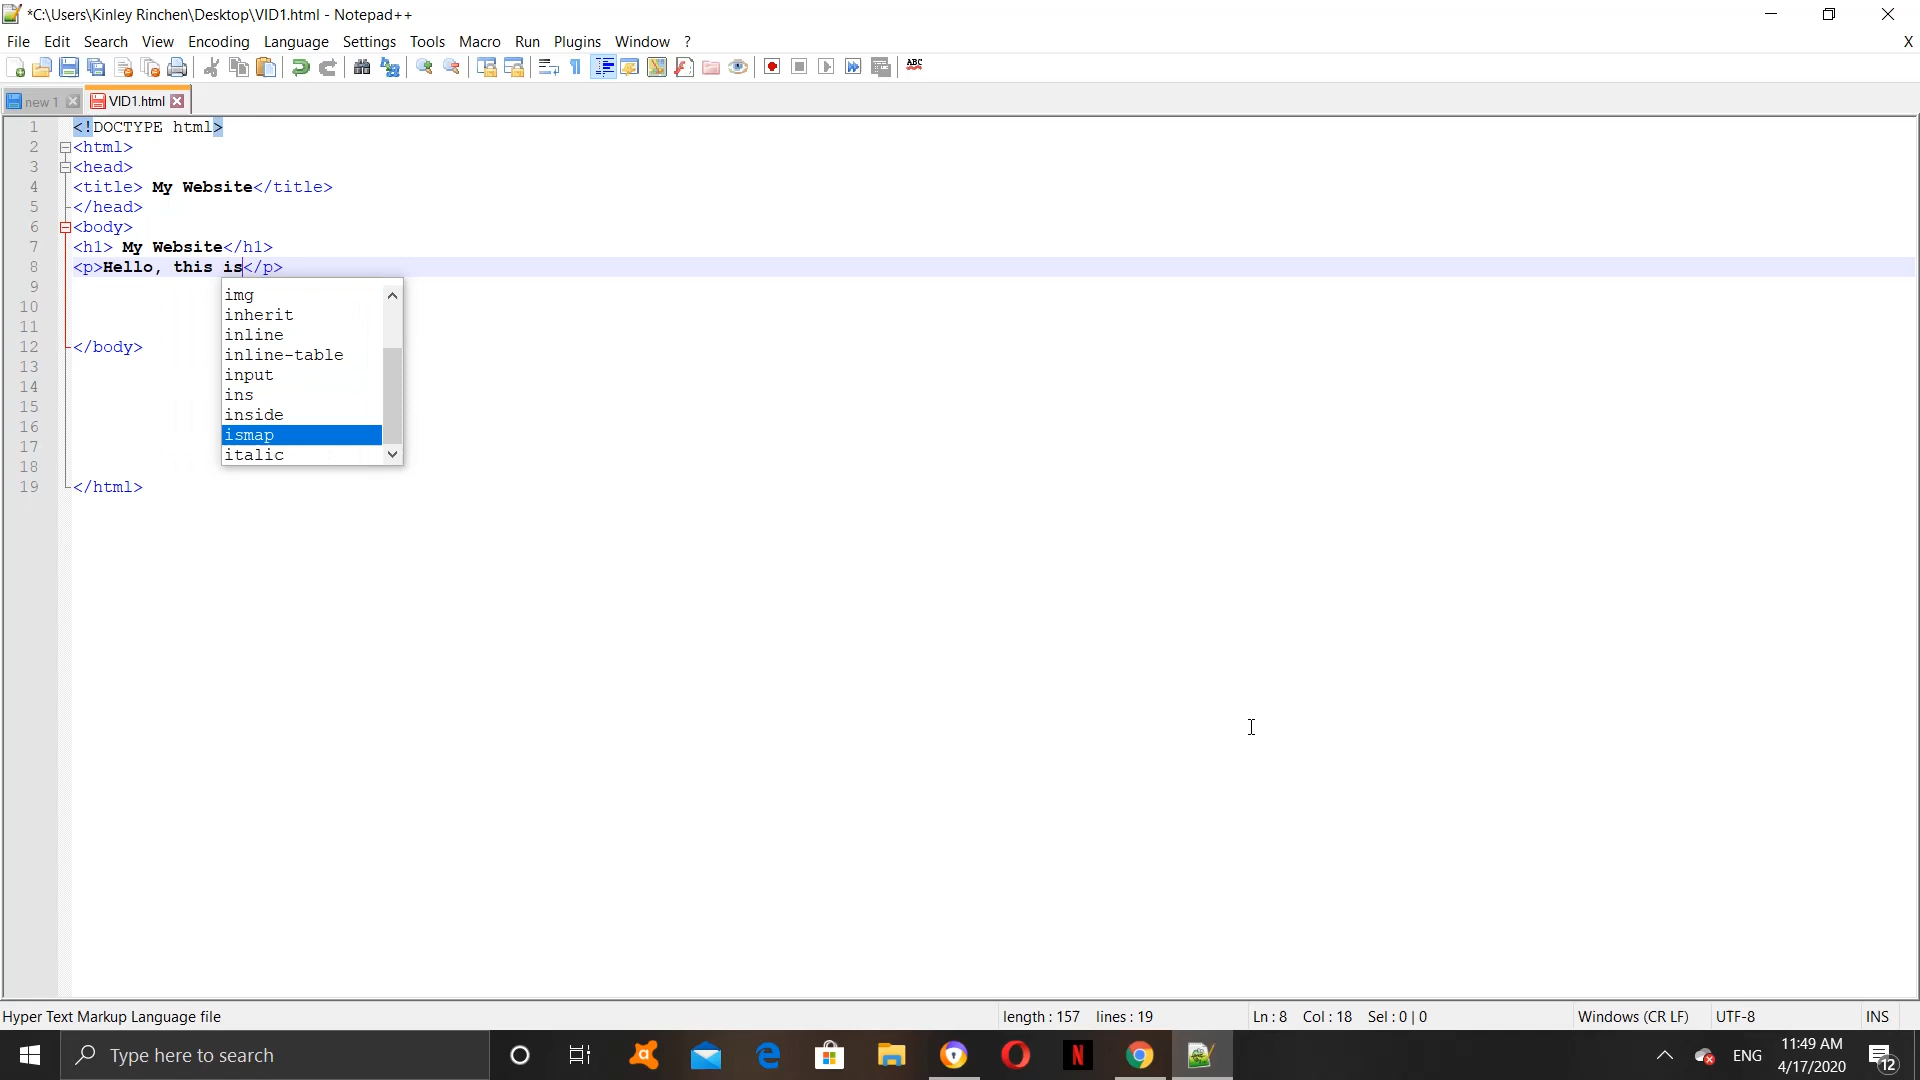 *C:\Users\Kinley Rinchen\Desktop\VID1.html - Notepad++
File Edit Search View Encoding Language Settings Tools Macro Run Plugins Window ? X
ABC
new 1 VID1.html
1 <!DOCTYPE html>
2 <html>
3 <head>
4 <title> My Website</title>
5 </head>
6 <body>
7 <h1> My Website</h1>
8 <p>Hello, this is</p>
9 img
10 inherit
11 inline
12 </body> inline-table
13 input
14 ins
15 inside
16 ismap
17 italic
18
19 </html>
Hyper Text Markup Language file length : 157 lines : 19 Ln : 8 Col : 18 Sel : 0 | 0 Windows (CR LF) UTF-8 INS
Type here to search N ENG 11:49 AM 4/17/2020 12